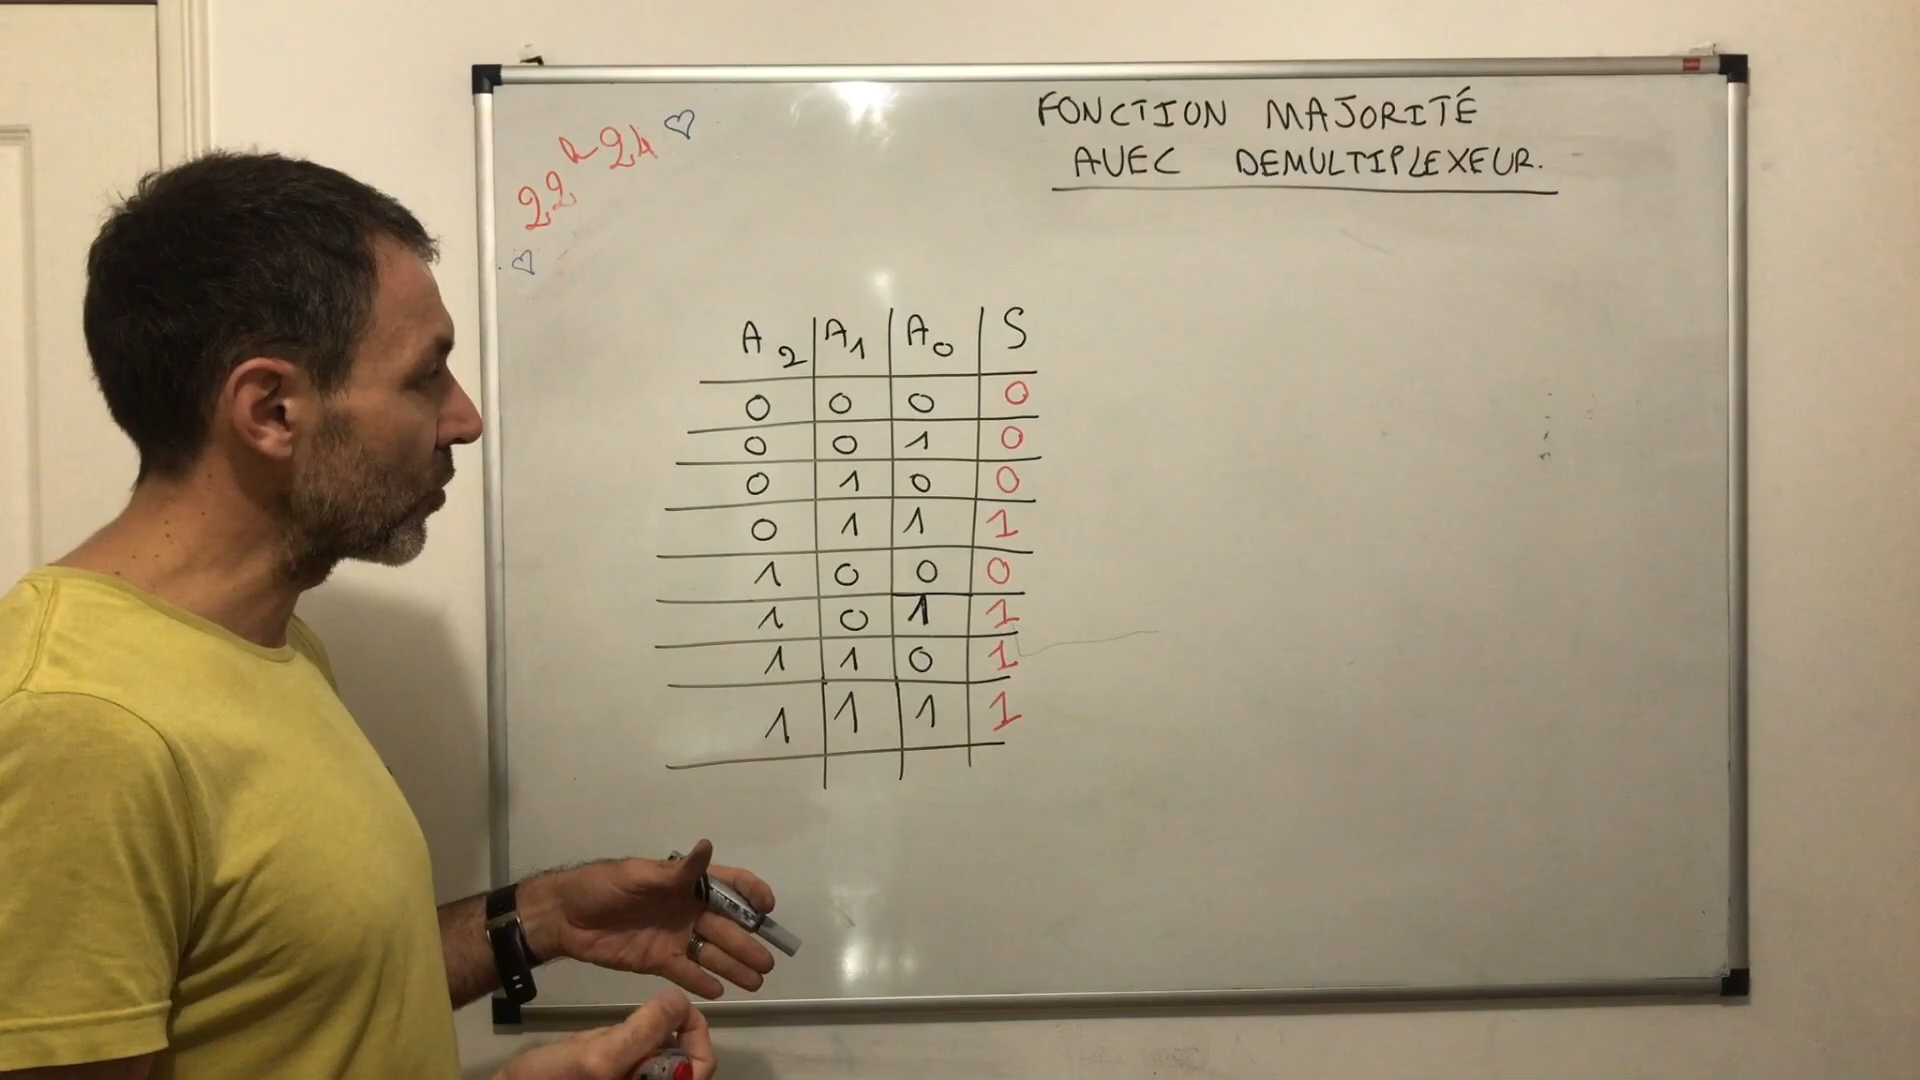 FONCTION MAJORITÉ
AVEC DEMULTIPLEXEUR.
22 24
A2 A1 A0 S
0 0 0 0
0 0 1 0
0 1 0 0
0 1 1 1
1 0 0 0
1 0 1 1
1 1 0 1
1 1 1 1